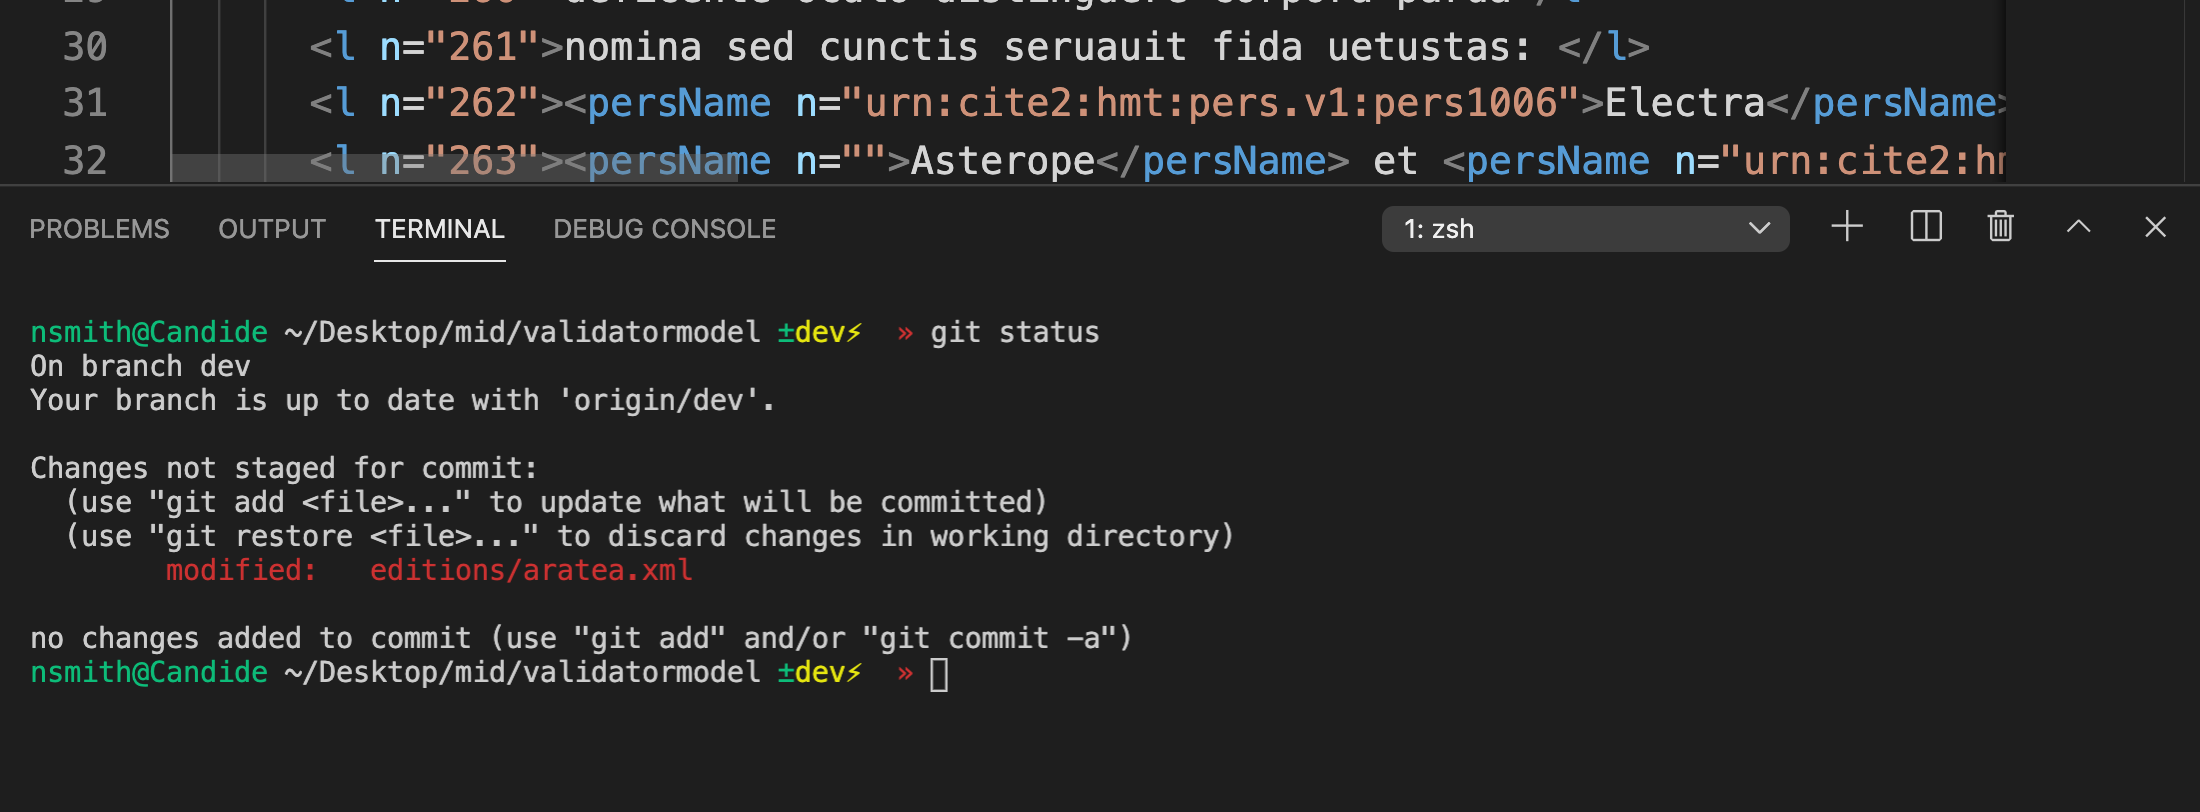 30 <l n="261">nomina sed cunctis seruauit fida uetustas: </l>
31 <l n="262"><persName n="urn:cite2:hmt:pers.v1:pers1006">Electra</persName>
32 <l n="263"><persName n="">Asterope</persName> et <persName n="urn:cite2:hm
PROBLEMS OUTPUT TERMINAL DEBUG CONSOLE 1: zsh
nsmith@Candide ~/Desktop/mid/validatormodel ±dev⚡ » git status
On branch dev
Your branch is up to date with 'origin/dev'.
Changes not staged for commit:
(use "git add <file>..." to update what will be committed)
(use "git restore <file>..." to discard changes in working directory)
modified: editions/aratea.xml
no changes added to commit (use "git add" and/or "git commit -a")
nsmith@Candide ~/Desktop/mid/validatormodel ±dev⚡ »